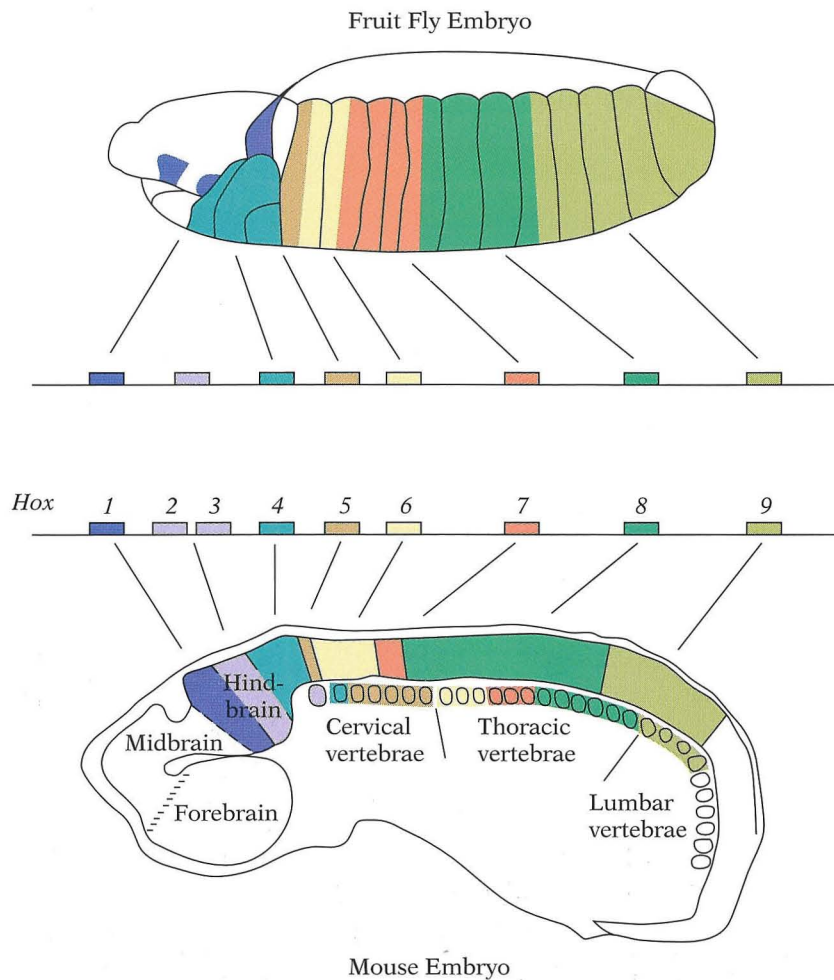 Fruit Fly Embryo
Hox 1 2 3 4 5 6 7 8 9
Hind-
brain
Midbrain
Forebrain
Cervical
vertebrae
Thoracic
vertebrae
Lumbar
vertebrae
Mouse Embryo